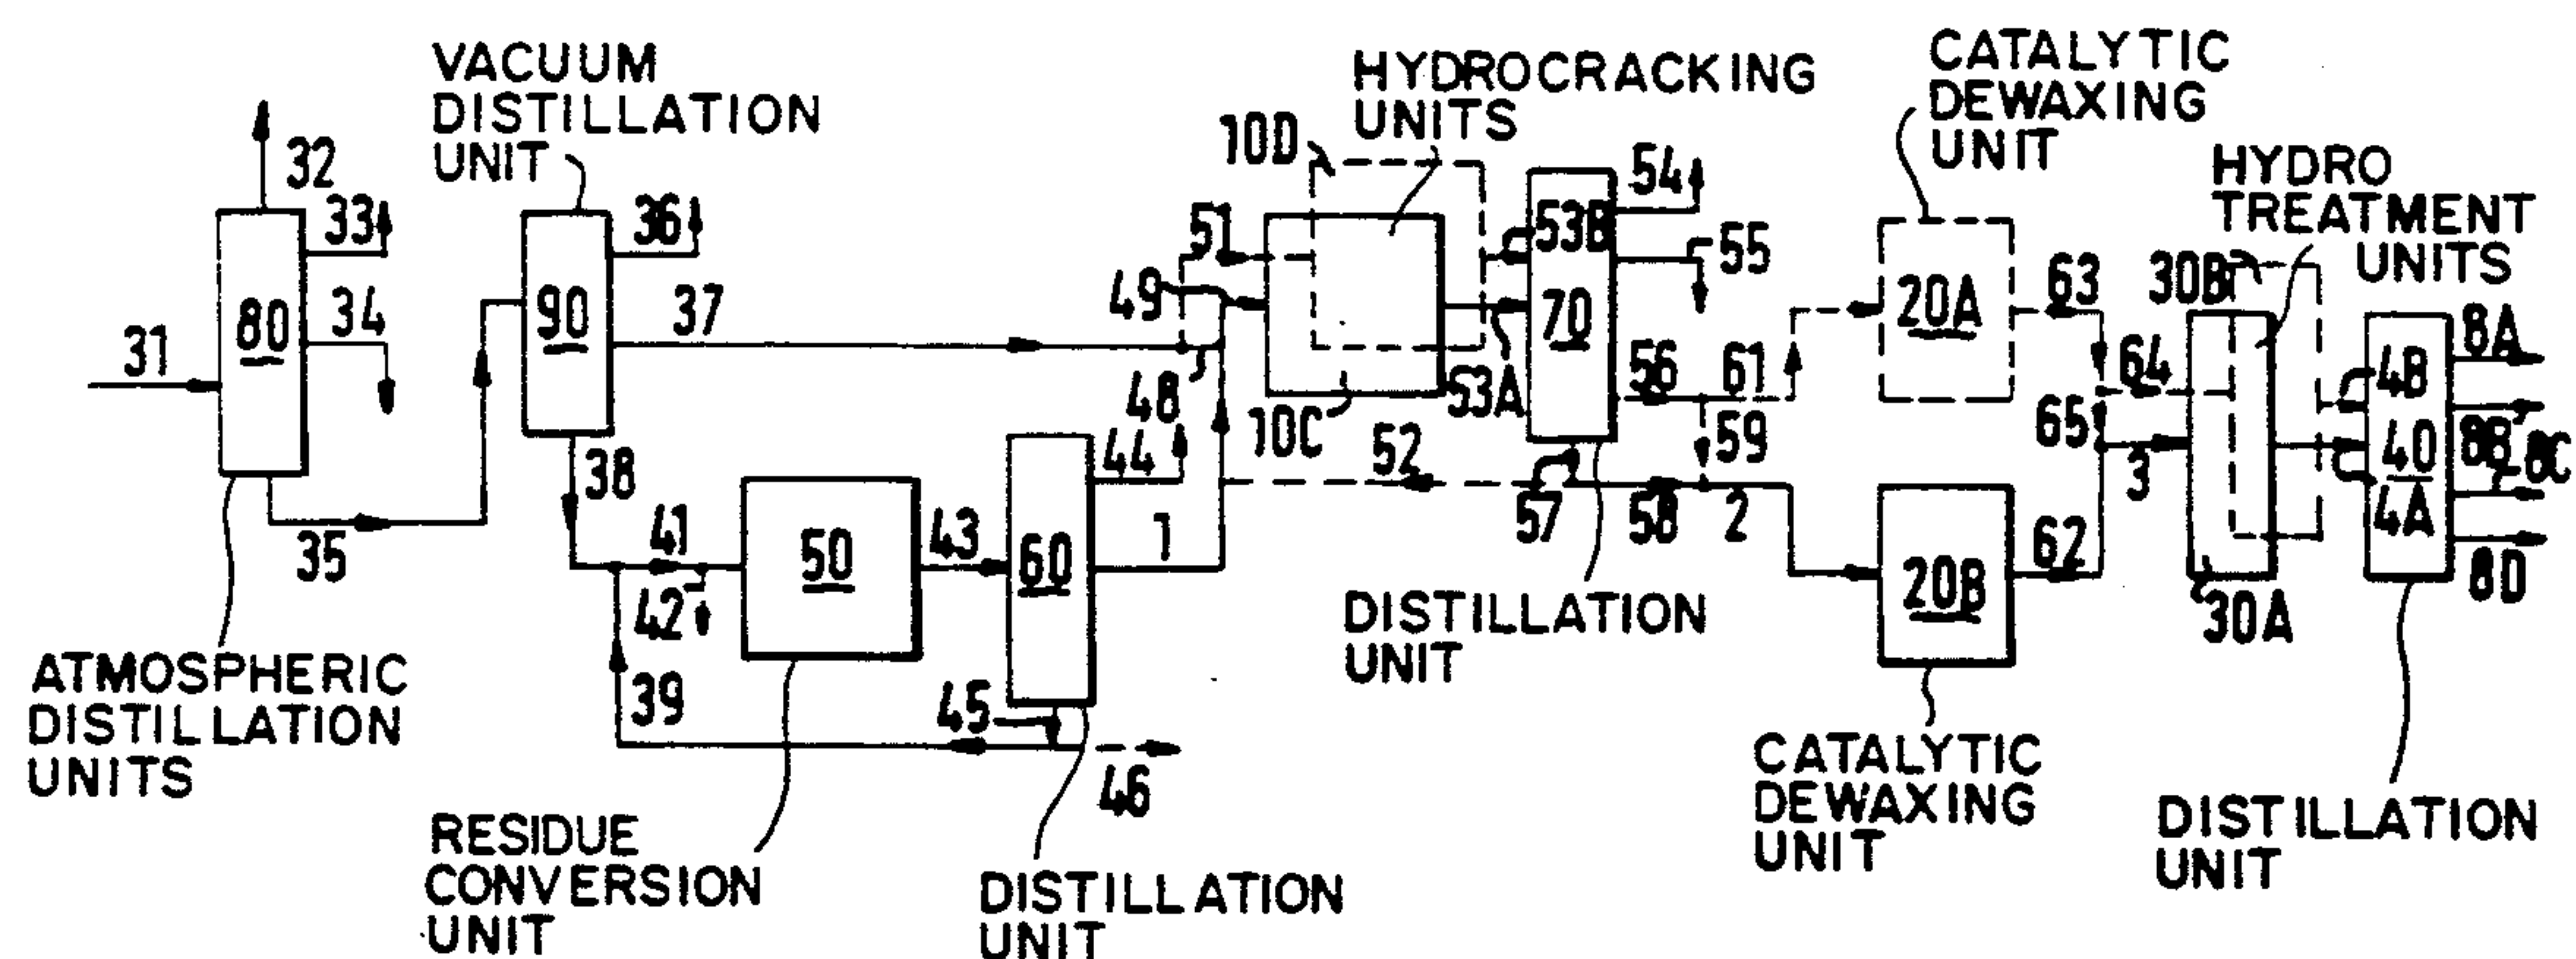 VACUUM
DISTILLATION
UNIT
HYDROCRACKING
UNITS
CATALYTIC
DEWAXING
UNIT
HYDRO
TREATMENT
UNITS
32
33
34
31
80
35
36
37
90
38
41
42
39
50
43
60
44
1
45
46
48
49
51
10D
10C
53B
53A
70
54
55
56
61
59
52
57
58
2
20A
20B
63
64
65
62
3
30B
30A
4B
40
4A
8A
8B
8C
8D
ATMOSPHERIC
DISTILLATION
UNITS
RESIDUE
CONVERSION
UNIT
DISTILLATION
UNIT
DISTILLATION
UNIT
CATALYTIC
DEWAXING
UNIT
DISTILLATION
UNIT